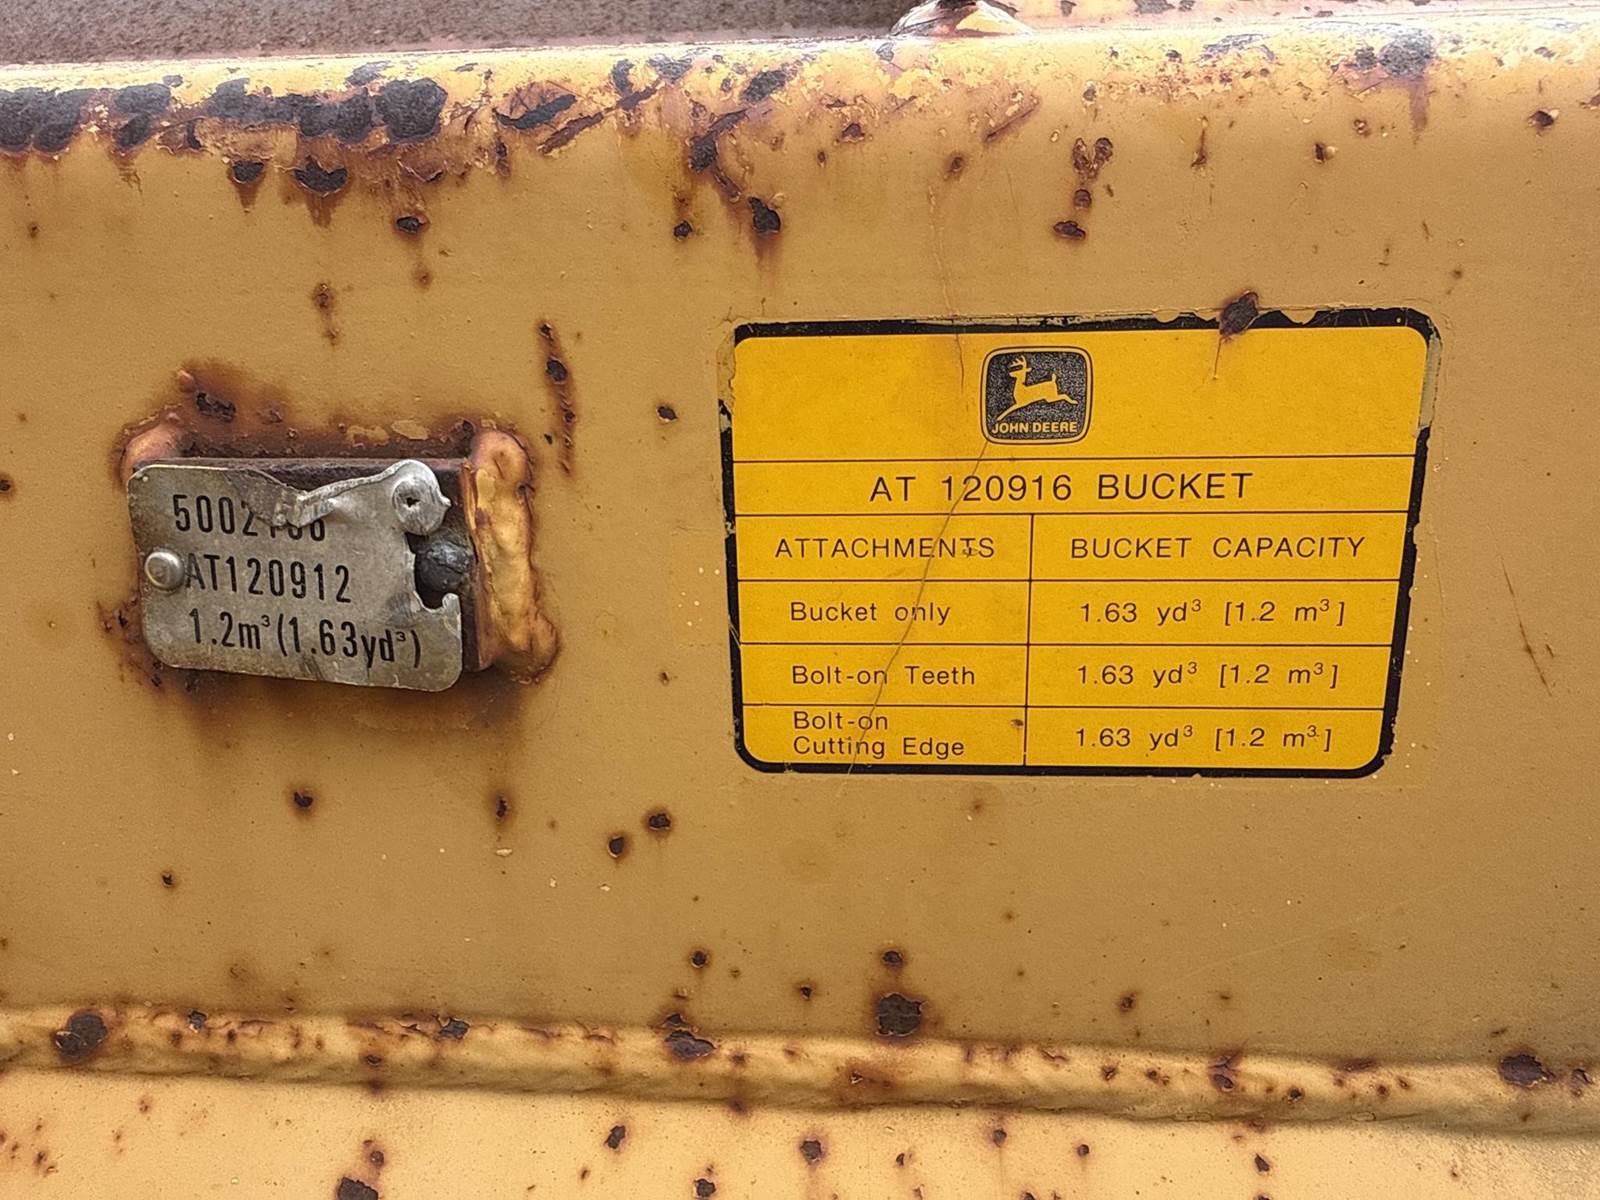 AT120912
1.2m³(1.63yd³)
JOHN DEERE
AT 120916 BUCKET
ATTACHMENTS BUCKET CAPACITY
Bucket only 1.63 yd³ [1.2 m³]
Bolt-on Teeth 1.63 yd³ [1.2 m³]
Bolt-on
Cutting Edge 1.63 yd³ [1.2 m³]